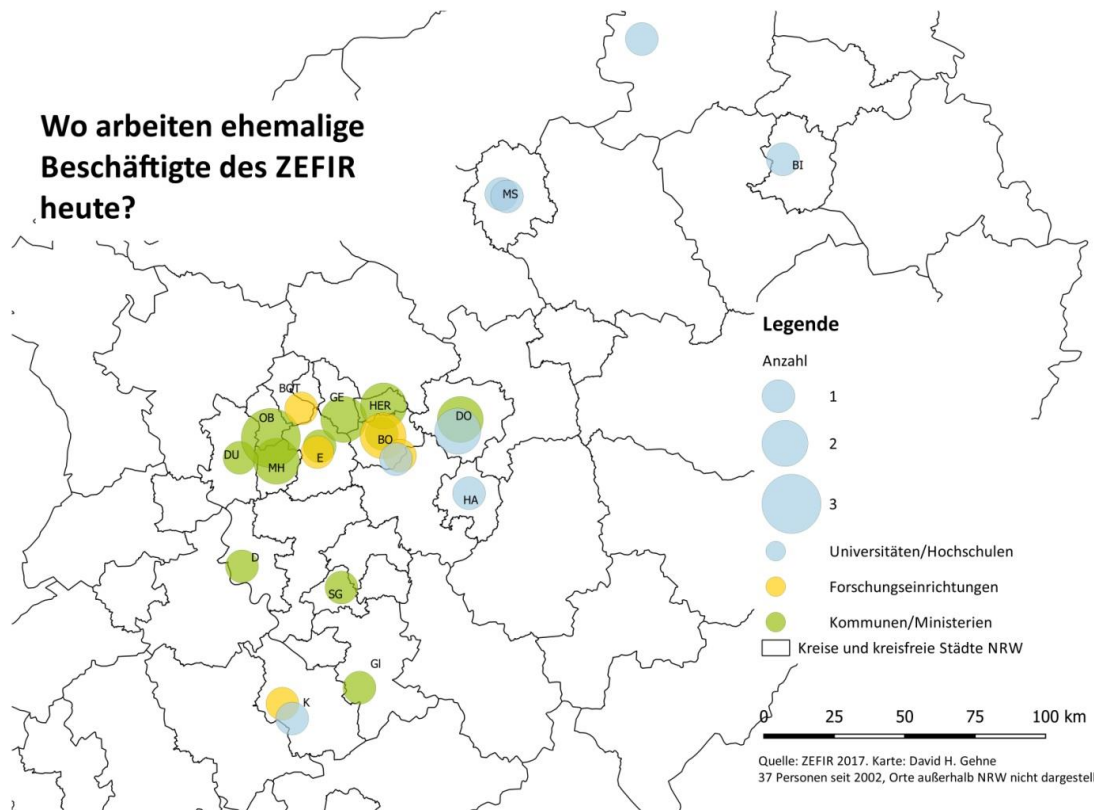 Wo arbeiten ehemalige
Beschäftigte des ZEFIR
heute?
BI
MS
BOT
GE
HER
DO
OB
BO
DU
MH
E
HA
D
SG
GI
K
Legende
Anzahl
1
2
3
Universitäten/Hochschulen
Forschungseinrichtungen
Kommunen/Ministerien
Kreise und kreisfreie Städte NRW
0 25 50 75 100 km
Quelle: ZEFIR 2017. Karte: David H. Gehne
37 Personen seit 2002, Orte außerhalb NRW nicht dargestell